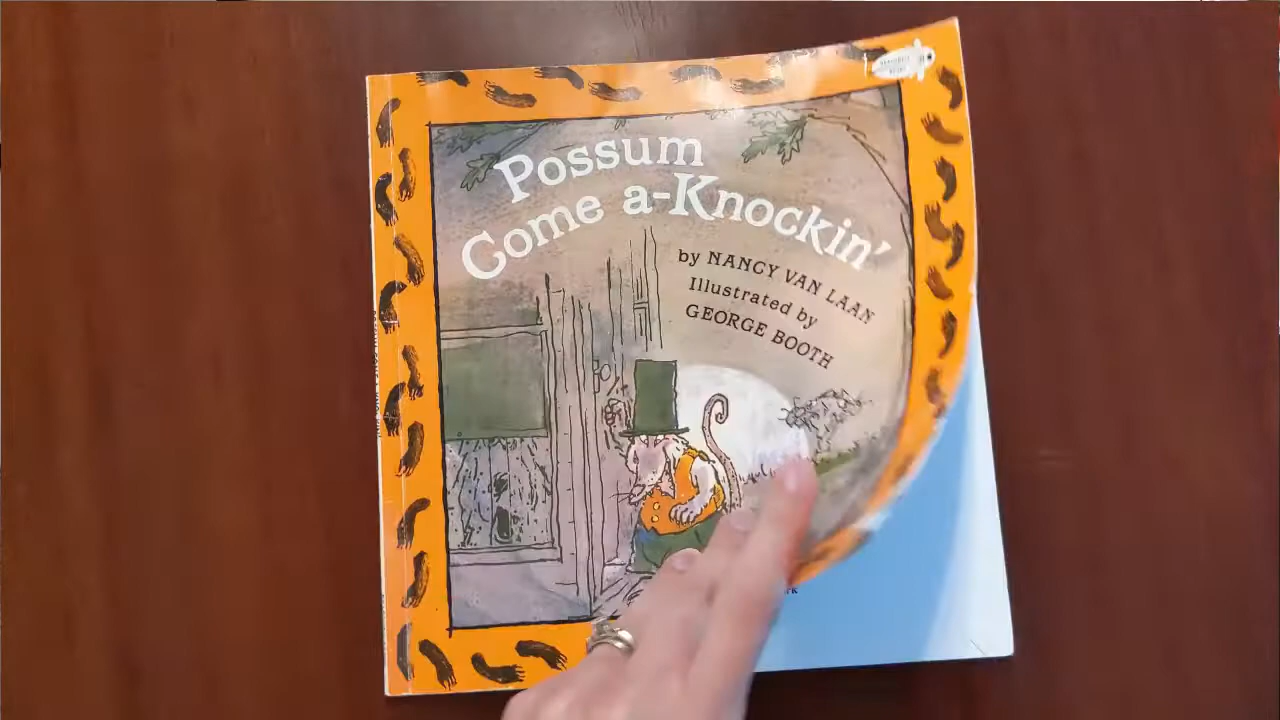 Possum
Come a-Knockin'
by NANCY VAN LAAN
Illustrated by
GEORGE BOOTH